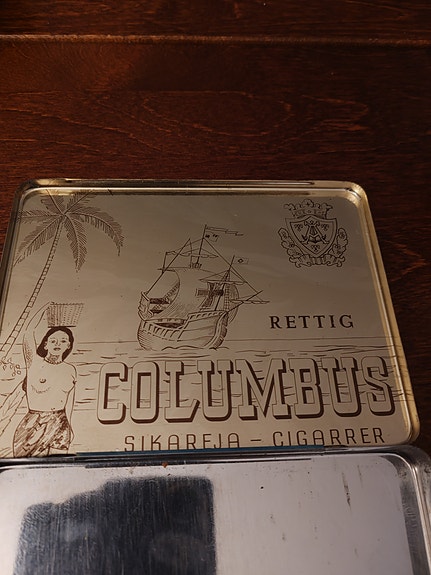 RETTIG
COLUMBUS
SIKAREJA - CIGARRER